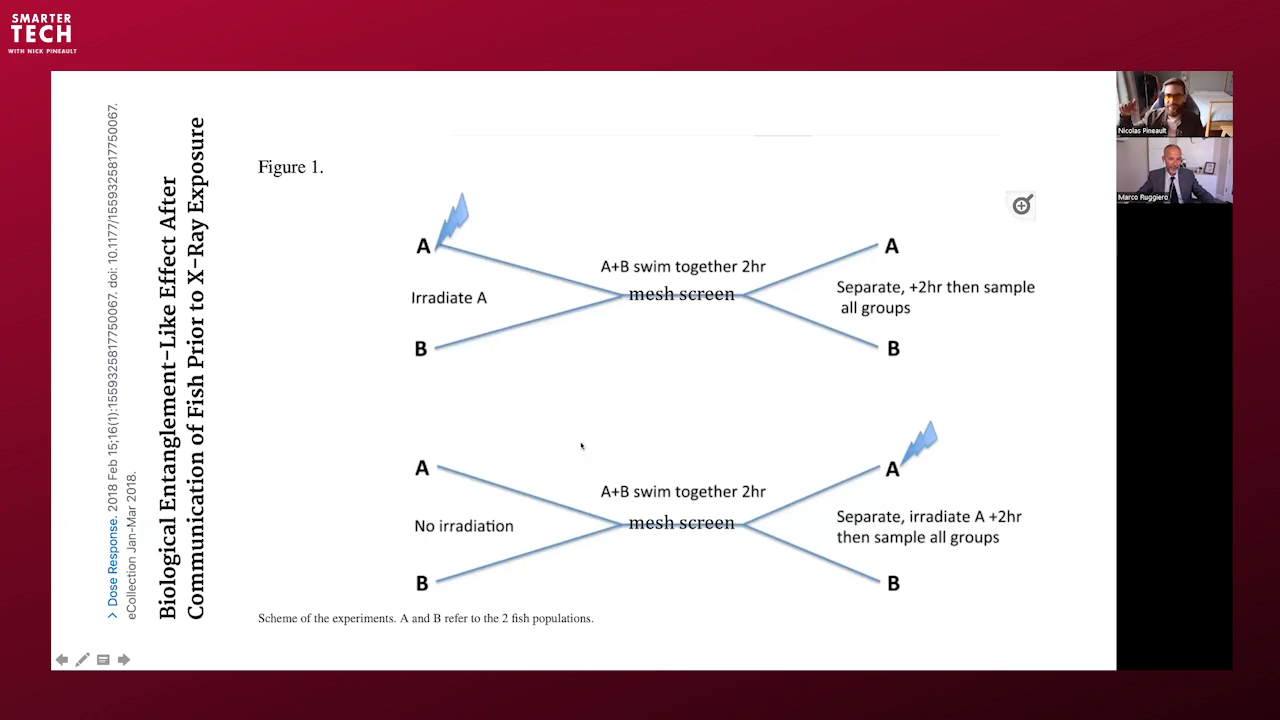 SMARTER
TECH
WITH NICK PINEAULT
> Dose Response. 2018 Feb 15;16(1):1559325817750067. doi: 10.1177/1559325817750067.
eCollection Jan-Mar 2018.
Biological Entanglement-Like Effect After
Communication of Fish Prior to X-Ray Exposure
Figure 1.
A
A+B swim together 2hr
A
Irradiate A
mesh screen
Separate, +2hr then sample
all groups
B
B
A
A+B swim together 2hr
A
No irradiation
mesh screen
Separate, irradiate A +2hr
then sample all groups
B
B
Scheme of the experiments. A and B refer to the 2 fish populations.
Nicolas Pineault
Marco Ruggiero